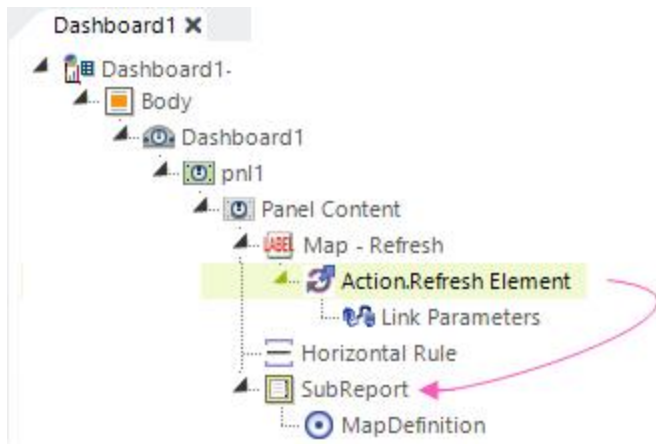 Dashboard1 ✖
Dashboard1.
Body
Dashboard1
pnl1
Panel Content
LABEL Map - Refresh
Action.Refresh Element
Link Parameters
Horizontal Rule
SubReport
MapDefinition